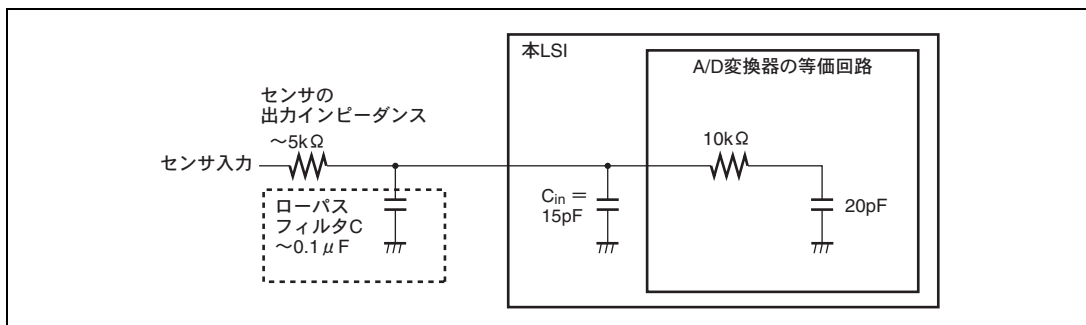 本LSI
A/D変換器の等価回路
センサの
出力インピーダンス
～5kΩ
10kΩ
センサ入力
ローパス
フィルタC
～0.1μF
Cin＝
15pF
20pF